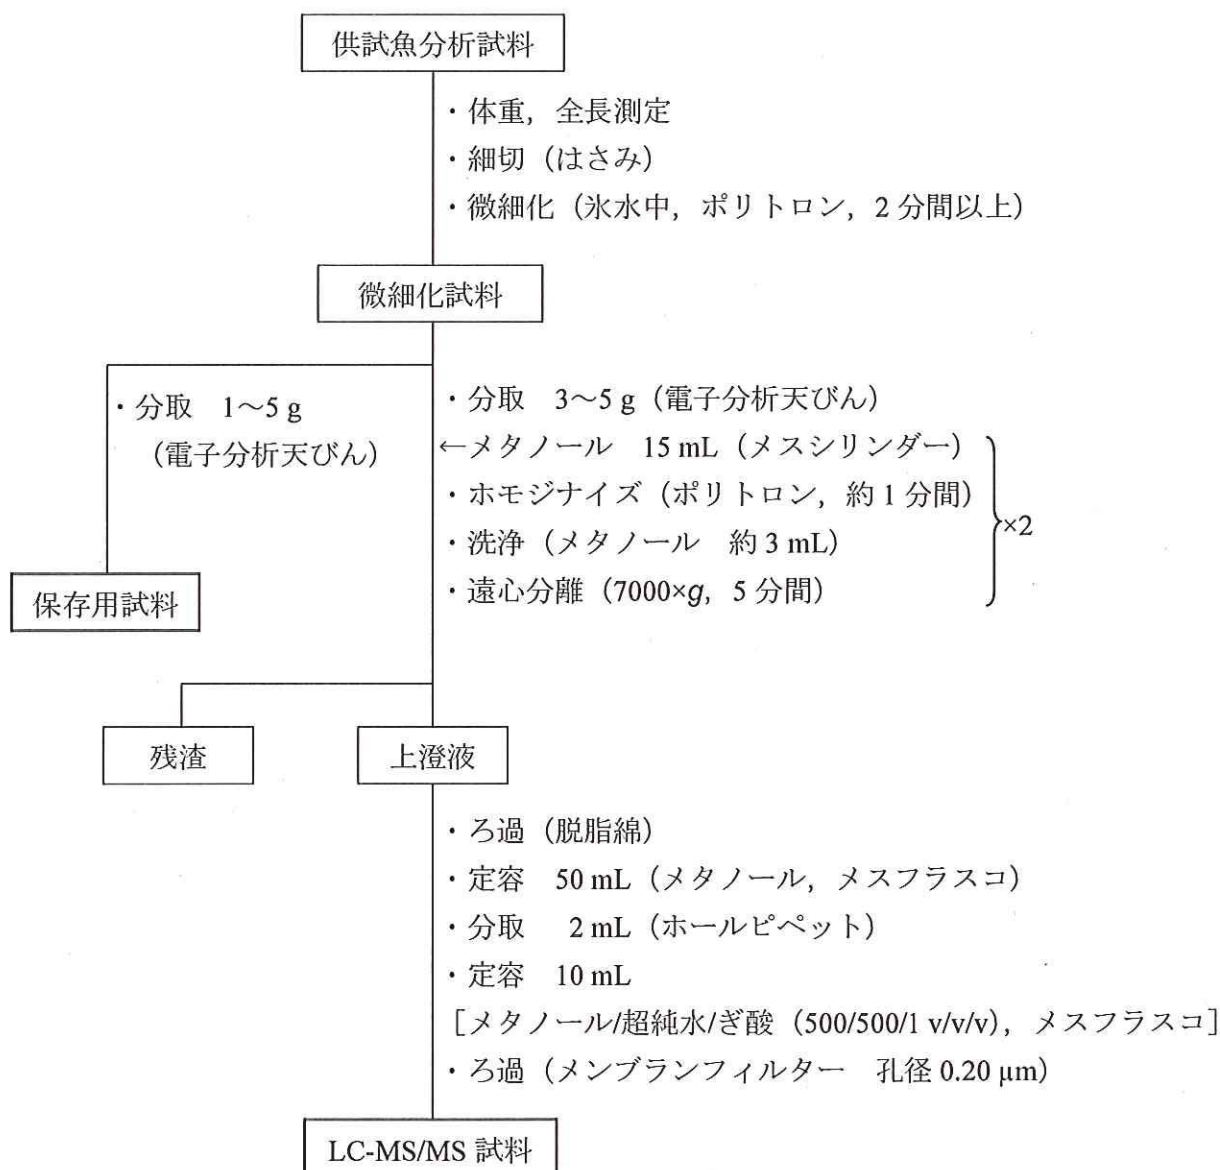 供試魚分析試料
・体重，全長測定
・細切（はさみ）
・微細化（氷水中，ポリトロン，2 分間以上）
微細化試料
・分取　1～5 g
（電子分析天びん）
・分取　3～5 g（電子分析天びん）
←メタノール　15 mL（メスシリンダー）
・ホモジナイズ（ポリトロン，約 1 分間）
・洗浄（メタノール　約 3 mL）
・遠心分離（7000×g，5 分間）
×2
保存用試料
残渣
上澄液
・ろ過（脱脂綿）
・定容　50 mL（メタノール，メスフラスコ）
・分取　2 mL（ホールピペット）
・定容　10 mL
［メタノール/超純水/ぎ酸（500/500/1 v/v/v)，メスフラスコ］
・ろ過（メンブランフィルター　孔径 0.20 µm）
LC-MS/MS 試料